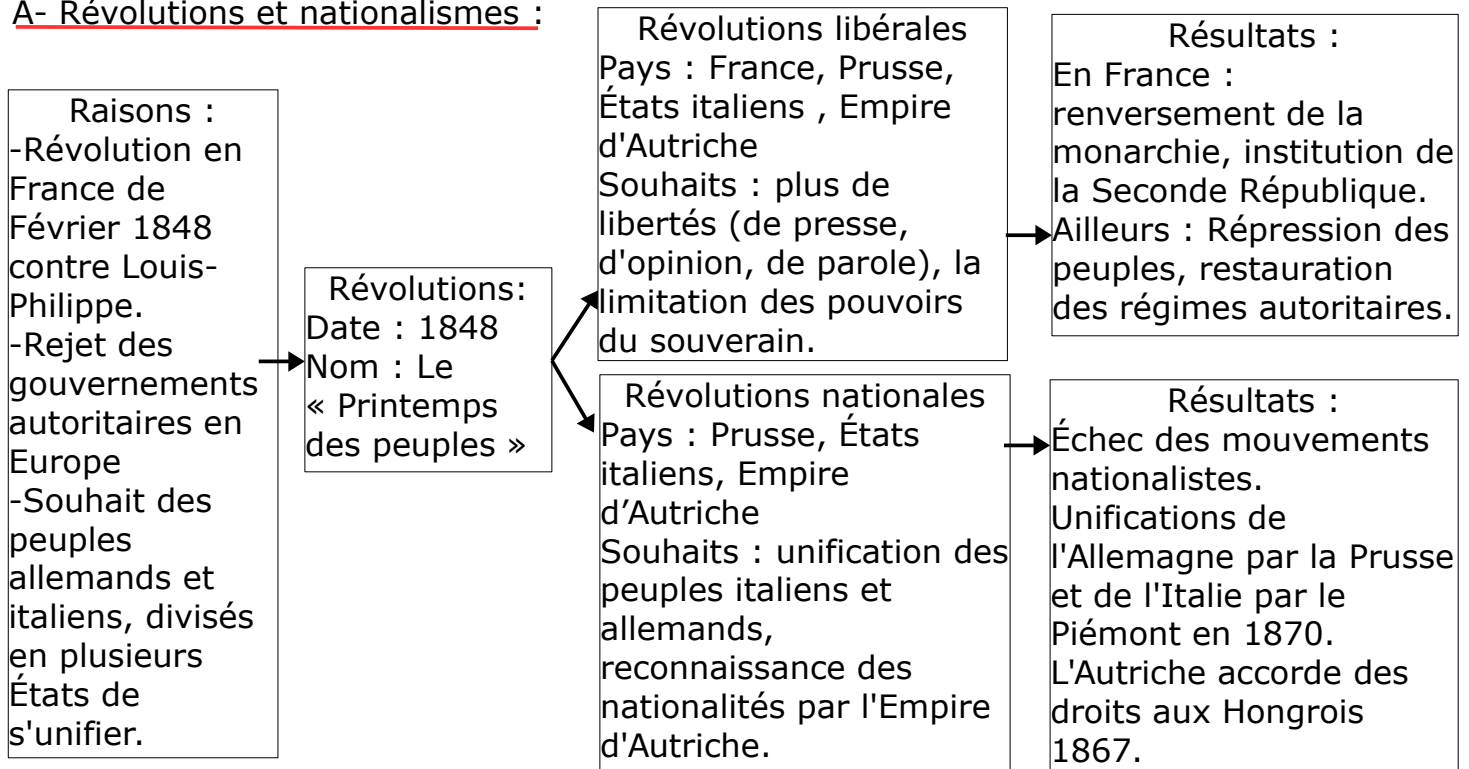 A- Révolutions et nationalismes :
Raisons :
-Révolution en
France de
Février 1848
contre Louis-
Philippe.
-Rejet des
gouvernements
autoritaires en
Europe
-Souhait des
peuples
allemands et
italiens, divisés
en plusieurs
États de
s'unifier.
Révolutions:
Date : 1848
Nom : Le
« Printemps
des peuples »
Révolutions libérales
Pays : France, Prusse,
États italiens , Empire
d'Autriche
Souhaits : plus de
libertés (de presse,
d'opinion, de parole), la
limitation des pouvoirs
du souverain.
Résultats :
En France :
renversement de la
monarchie, institution de
la Seconde République.
Ailleurs : Répression des
peuples, restauration
des régimes autoritaires.
Révolutions nationales
Pays : Prusse, États
italiens, Empire
d’Autriche
Souhaits : unification des
peuples italiens et
allemands,
reconnaissance des
nationalités par l'Empire
d'Autriche.
Résultats :
Échec des mouvements
nationalistes.
Unifications de
l'Allemagne par la Prusse
et de l'Italie par le
Piémont en 1870.
L'Autriche accorde des
droits aux Hongrois
1867.